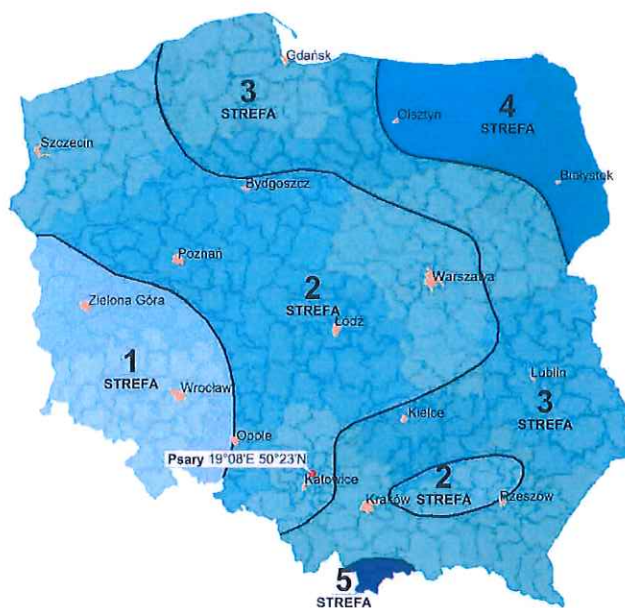 Gdańsk
3
STREFA
4
STREFA
Olsztyn
Szczecin
Białystok
Bydgoszcz
Poznań
Warszawa
2
STREFA
Zielona Góra
Łódź
1
STREFA
Wrocław
Lublin
3
STREFA
Kielce
Opole
Psary 19°08'E 50°23'N
Katowice
2
STREFA
Kraków
Rzeszów
5
STREFA